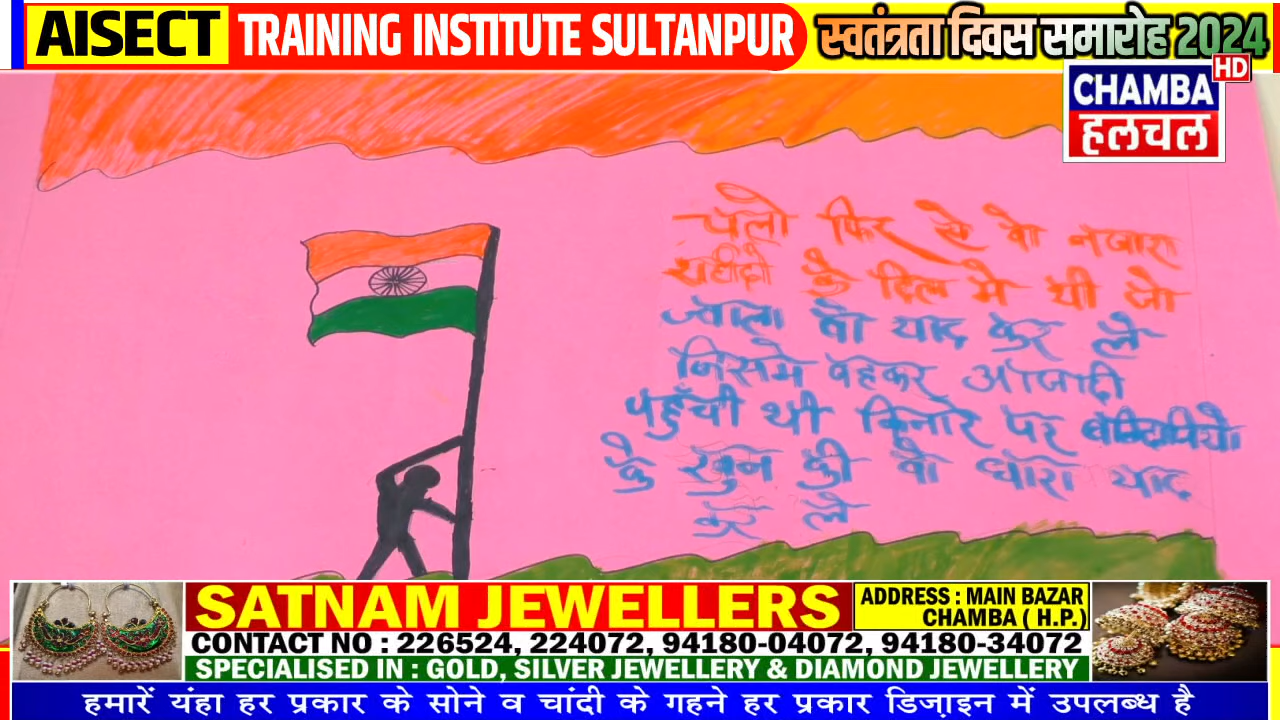 AISECT TRAINING INSTITUTE SULTANPUR स्वतंत्रता दिवस समारोह 2024
HD
CHAMBA
हलचल
चलो फिर से वो नजारा
शहीदो के दिल मे थी जो
ज्वाला वो याद कर ले
जिसमे बहकर आजादी
पहुँची थी किनारे पर
के खुन की वो धारा याद
कर ले
SATNAM JEWELLERS
ADDRESS : MAIN BAZAR
CHAMBA ( H.P.)
CONTACT NO : 226524, 224072, 94180-04072, 94180-34072
SPECIALISED IN : GOLD, SILVER JEWELLERY & DIAMOND JEWELLERY
हमारें यंहा हर प्रकार के सोने व चांदी के गहने हर प्रकार डिज़ाइन में उपलब्ध है